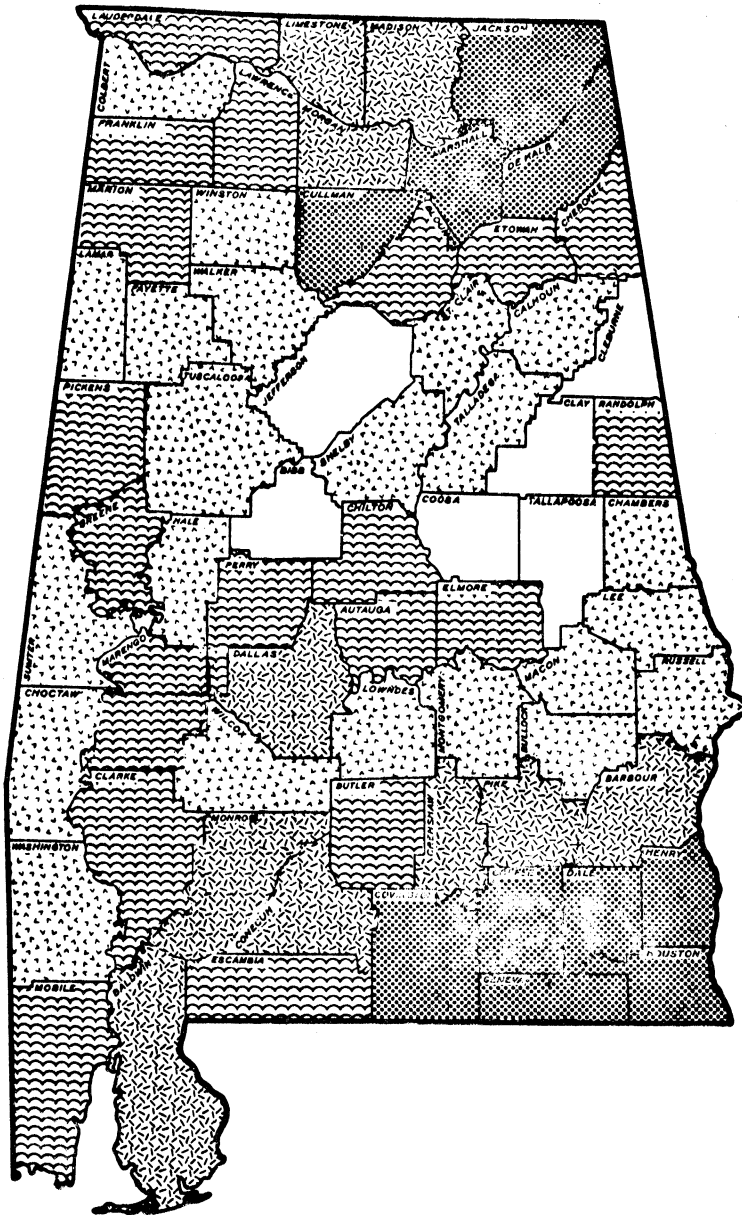 LAUDERDALE
LIMESTONE
MADISON
JACKSON
COLBERT
LAWRENCE
MORGAN
FRANKLIN
MARSHALL
DE KALB
MARION
WINSTON
CULLMAN
BLOUNT
ETOWAH
CHEROKEE
LAMAR
FAYETTE
WALKER
ST. CLAIR
CALHOUN
CLEBURNE
JEFFERSON
TUSCALOOSA
PICKENS
SHELBY
TALLADEGA
CLAY
RANDOLPH
BIBB
GREENE
HALE
CHILTON
COOSA
TALLAPOOSA
CHAMBERS
PERRY
ELMORE
LEE
SUMTER
MARENGO
DALLAS
AUTAUGA
MACON
RUSSELL
CHOCTAW
WILCOX
LOWNDES
MONTGOMERY
BULLOCK
CLARKE
BUTLER
PIKE
BARBOUR
WASHINGTON
MONROE
HENRY
DALE
CONECUH
ESCAMBIA
HOUSTON
MOBILE
BALDWIN